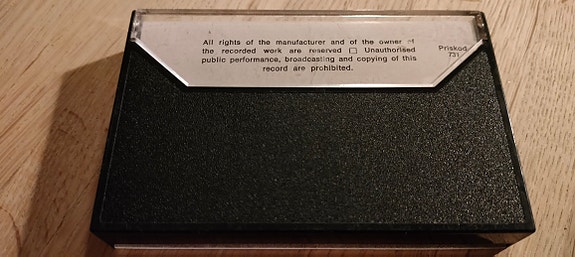 All rights of the manufacturer and of the owner of
the recorded work are reserved □ Unauthorised
public performance, broadcasting and copying of this
record are prohibited.
Priskod
731